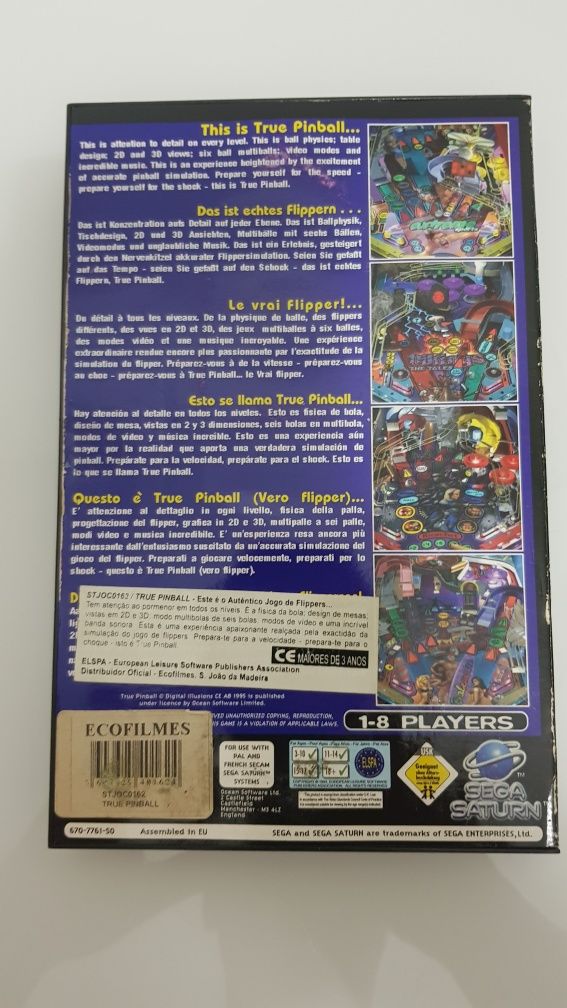 This is True Pinball...
This is attention to detail on every level. This is ball physics; table
design; 2D and 3D views; six ball multiballs; video modes and
incredible music. This is an experience heightened by the excitement
of accurate pinball simulation. Prepare yourself for the speed -
prepare yourself for the shock - this is True Pinball.
Das ist echtes Flippern . . .
Das ist Konzentration aufs Detail auf jeder Ebene. Das ist Ballphysik,
Tischdesign, 2D und 3D Ansichten, Multibälle mit sechs Bällen,
Videomodus und unglaubliche Musik. Das ist ein Erlebnis, gesteigert
durch den Nervenkitzel akkurater Flippersimulation. Seien Sie gefaßt
auf das Tempo - seien Sie gefaßt auf den Schock - das ist echtes
Flippern, True Pinball.
Le vrai Flipper!...
Du détail à tous les niveaux. De la physique de balle, des flippers
différents, des vues en 2D et 3D, des jeux multiballes à six balles,
des modes vidéo et une musique incroyable. Une expérience
extraordinaire rendue encore plus passionnante par l'exactitude de la
simulation du flipper. Préparez-vous à de la vitesse - préparez-vous
au choc - préparez-vous à True Pinball... le Vrai flipper.
Esto se llama True Pinball...
Hay atención al detalle en todos los niveles. Esto es física de bola,
diseño de mesa, vistas en 2 y 3 dimensiones, seis bolas en multibola,
modos de video y música increíble. Esto es una experiencia aún
mayor por la realidad que aporta una verdadera simulación de
pinball. Prepárate para la velocidad, prepárate para el shock. Esto es
lo que se llama True Pinball.
Questo è True Pinball (Vero flipper)...
E' attenzione al dettaglio in ogni livello, fisica della palla,
progettazione del flipper, grafica in 2D e 3D, multipalle a sei palle,
modi video e musica incredibile. E' un'esperienza resa ancora più
interessante dall'entusiasmo suscitato da un'accurata simulazione del
gioco del flipper. Preparati a giocare velocemente, preparati per lo
shock - questo è True Pinball (vero flipper).
STJOC0162 / TRUE PINBALL - Este é o Autêntico Jogo de Flippers...
Tem atenção ao pormenor em todos os níveis. É a física da bola; design de mesas;
vistas em 2D e 3D; modo multibolas de seis bolas; modos de vídeo e uma incrível
banda sonora. Esta é uma experiência apaixonante realçada pela exactidão da
simulação do jogo de flippers. Prepara-te para a velocidade - prepara-te para o
choque - isto é True Pinball.
CE MAIORES DE 3 ANOS
ELSPA - European Leisure Software Publishers Association
Distribuidor Oficial - Ecofilmes. S. João da Madeira
True Pinball © Digital Illusions CE AB 1995 is published
under licence by Ocean Software Limited.
VED UNAUTHORIZED COPYING, REPRODUCTION,
GAME IS A VIOLATION OF APPLICABLE LAWS.
1-8 PLAYERS
ECOFILMES
STJOC0162
TRUE PINBALL
FOR USE WITH
PAL AND
FRENCH SECAM
SEGA SATURN™
SYSTEMS
Ocean Software Ltd.
2 Castle Street
Castlefield
Manchester - M3 4LZ
England
3-10
11-14
15-17
18+
ELSPA
USK
Geeignet
SEGA
SATURN
670-7761-50
Assembled in EU
SEGA and SEGA SATURN are trademarks of SEGA ENTERPRISES, Ltd.